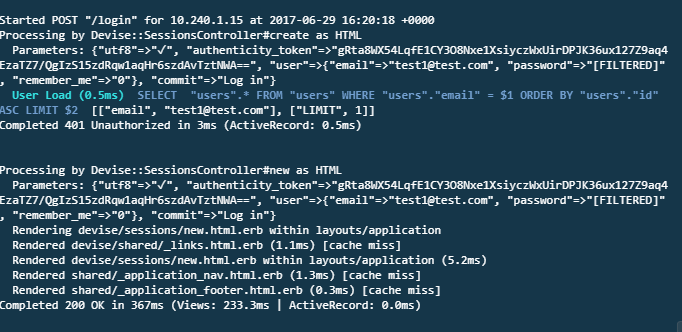 Started POST "/login" for 10.240.1.15 at 2017-06-29 16:20:18 +0000
Processing by Devise::SessionsController#create as HTML
Parameters: {"utf8"=>"√", "authenticity_token"=>"gRta8WX54LqfE1CY3O8Nxe1XsiyczWxUirDPJK36ux127Z9aq4
EzaTZ7/QgIzS15zdRqw1aqHr6szdAvTztNWA==", "user"=>{"email"=>"test1@test.com", "password"=>"[FILTERED]"
, "remember_me"=>"0"}, "commit"=>"Log in"}
User Load (0.5ms) SELECT "users".* FROM "users" WHERE "users"."email" = $1 ORDER BY "users"."id"
ASC LIMIT $2 [["email", "test1@test.com"], ["LIMIT", 1]]
Completed 401 Unauthorized in 3ms (ActiveRecord: 0.5ms)
Processing by Devise::SessionsController#new as HTML
Parameters: {"utf8"=>"√", "authenticity_token"=>"gRta8WX54LqfE1CY3O8Nxe1XsiyczWxUirDPJK36ux127Z9aq4
EzaTZ7/QgIzS15zdRqw1aqHr6szdAvTztNWA==", "user"=>{"email"=>"test1@test.com", "password"=>"[FILTERED]"
, "remember_me"=>"0"}, "commit"=>"Log in"}
Rendering devise/sessions/new.html.erb within layouts/application
Rendered devise/shared/_links.html.erb (1.1ms) [cache miss]
Rendered devise/sessions/new.html.erb within layouts/application (5.2ms)
Rendered shared/_application_nav.html.erb (1.3ms) [cache miss]
Rendered shared/_application_footer.html.erb (0.3ms) [cache miss]
Completed 200 OK in 367ms (Views: 233.3ms | ActiveRecord: 0.0ms)